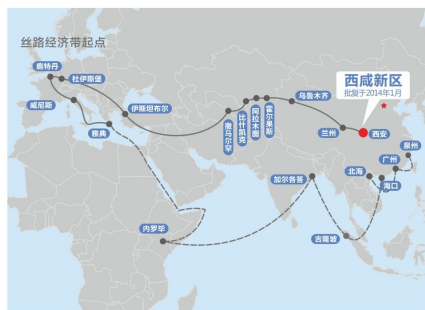 丝路经济带起点
鹿特丹
杜伊斯堡
威尼斯
雅典
伊斯坦布尔
撒马尔罕
比什凯克
阿拉木图
霍尔果斯
乌鲁木齐
西咸新区
批复于2014年1月
兰州
西安
泉州
广州
北海
海口
加尔各答
吉隆坡
内罗毕